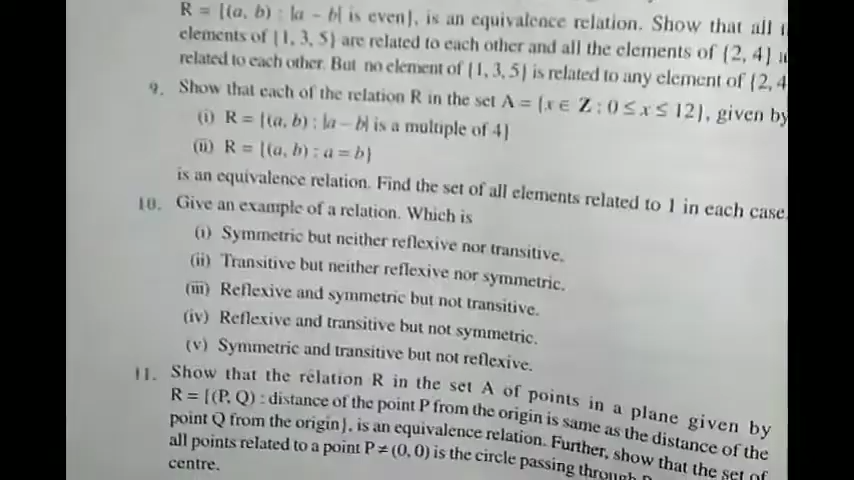 R = {(a, b) : |a – b| is even}, is an equivalence relation. Show that all
elements of {1, 3, 5} are related to each other and all the elements of {2, 4}
related to each other. But no element of {1, 3, 5} is related to any element of {2, 4
9. Show that each of the relation R in the set A = {x ∈ Z : 0 ≤ x ≤ 12}, given by
(i) R = {(a, b) : |a – b| is a multiple of 4}
(ii) R = {(a, b) : a = b}
is an equivalence relation. Find the set of all elements related to 1 in each case.
10. Give an example of a relation. Which is
(i) Symmetric but neither reflexive nor transitive.
(ii) Transitive but neither reflexive nor symmetric.
(iii) Reflexive and symmetric but not transitive.
(iv) Reflexive and transitive but not symmetric.
(v) Symmetric and transitive but not reflexive.
11. Show that the relation R in the set A of points in a plane given by
R = {(P, Q) : distance of the point P from the origin is same as the distance of the
point Q from the origin}, is an equivalence relation. Further, show that the set of
all points related to a point P ≠ (0, 0) is the circle passing through
centre.